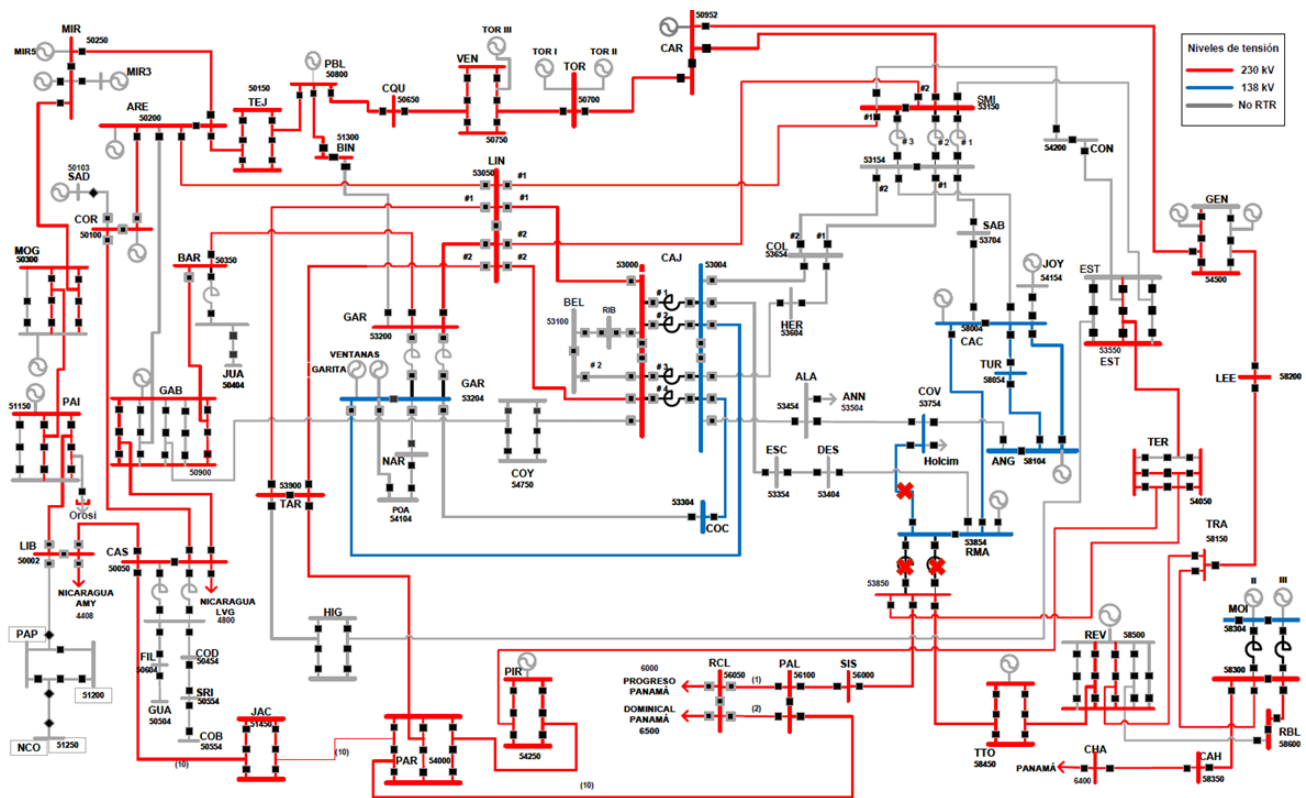 MIR
50250
MIR5
MIR3
ARE
50200
50150
TEJ
PBL
50800
51300
BIN
CQU
50650
VEN
TOR III
50750
TOR I
TOR II
TOR
50700
50952
CAR
Niveles de tensión
230 kV
138 kV
No RTR
50103
SAD
COR
50100
LIN
53050
#1
#1
#1
#2
#2
#2
#2
SMI
53150
#1
# 3
# 2
# 1
53154
#2
#1
54200
CON
GEN
54500
MOG
50300
BAR
50350
JUA
50404
GAR
53200
VENTANAS
GARITA
GAR
53204
53000
CAJ
53004
# 1
# 2
# 3
# 4
BEL
53100
RIB
# 2
COL
53654
#2
#1
HER
53604
SAB
53704
JOY
54154
58004
CAC
TUR
58054
EST
53550
EST
LEE
58200
51150
PAI
Orosi
GAB
50900
NAR
POA
54104
COY
54750
ALA
53454
ANN
53504
COV
53754
Holcim
ANG
58104
ESC
53354
DES
53404
TER
54050
53900
TAR
53304
COC
53854
RMA
53850
TRA
58150
LIB
50002
CAS
50050
NICARAGUA
AMY
4408
NICARAGUA
LVG
4800
HIG
II
III
MOI
58304
58300
REV
58500
PAP
51200
NCO
51250
FIL
50604
GUA
50504
COD
50454
SRI
50554
COB
50554
JAC
51450
(10)
(10)
PAR
54000
PIR
54250
(10)
6000
PROGRESO
PANAMÁ
DOMINICAL
PANAMÁ
6500
RCL
56050
(1)
(2)
PAL
56100
SIS
56000
TTO
58450
PANAMÁ
CHA
6400
CAH
58350
RBL
58600